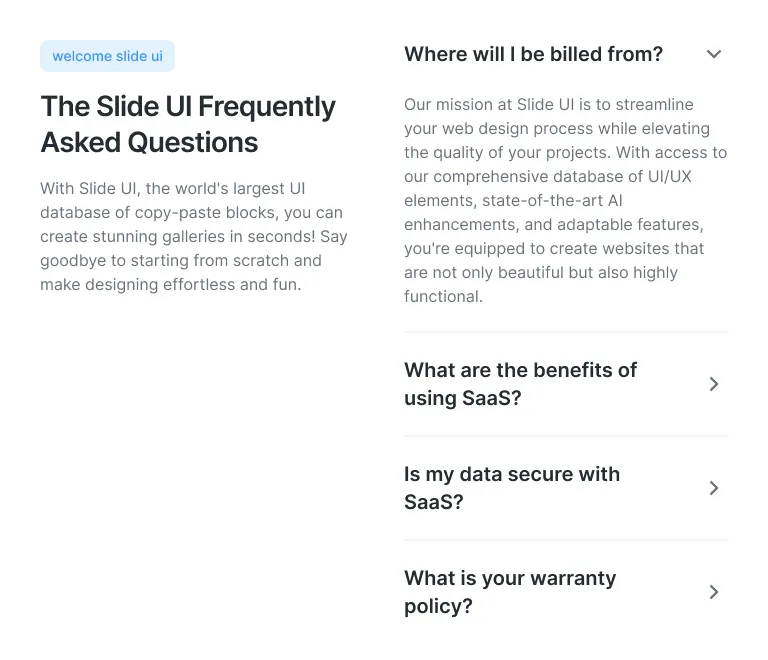 welcome slide ui
The Slide UI Frequently
Asked Questions
With Slide UI, the world's largest UI
database of copy-paste blocks, you can
create stunning galleries in seconds! Say
goodbye to starting from scratch and
make designing effortless and fun.
Where will I be billed from?
Our mission at Slide UI is to streamline
your web design process while elevating
the quality of your projects. With access to
our comprehensive database of UI/UX
elements, state-of-the-art AI
enhancements, and adaptable features,
you're equipped to create websites that
are not only beautiful but also highly
functional.
What are the benefits of
using SaaS?
Is my data secure with
SaaS?
What is your warranty
policy?